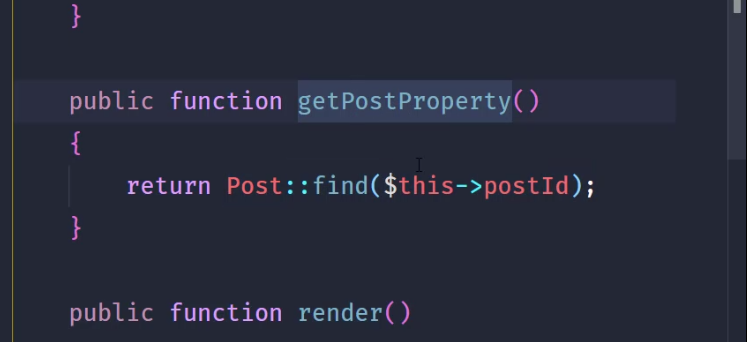 }
public function getPostProperty()
{
return Post::find($this->postId);
}
public function render()